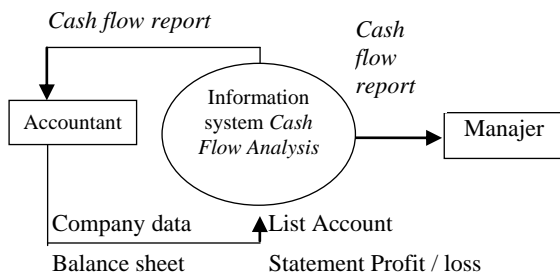 Cash flow report
Cash
flow
report
Information
system Cash
Flow Analysis
Accountant
Manajer
Company data
List Account
Balance sheet
Statement Profit / loss